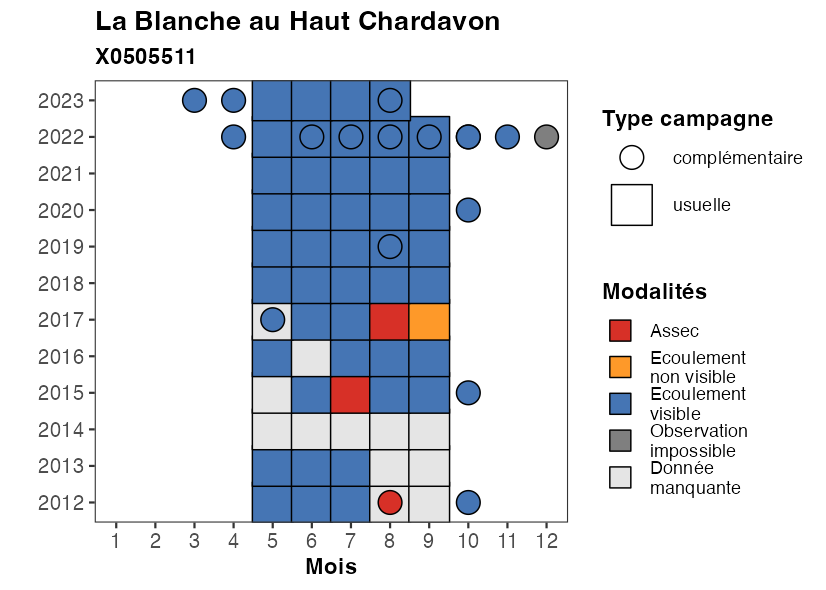 La Blanche au Haut Chardavon
X0505511
2023
2022
2021
2020
2019
2018
2017
2016
2015
2014
2013
2012
1 2 3 4 5 6 7 8 9 10 11 12
Mois
Type campagne
complémentaire
usuelle
Modalités
Assec
Ecoulement
non visible
Ecoulement
visible
Observation
impossible
Donnée
manquante